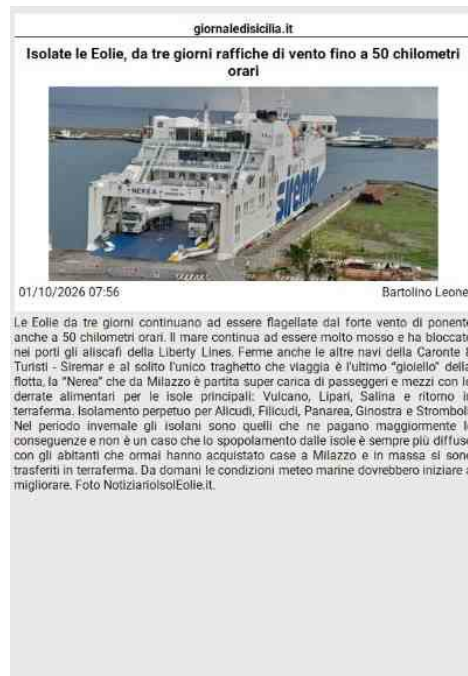 giornaledisicilia.it
Isolate le Eolie, da tre giorni raffiche di vento fino a 50 chilometri
orari
NEREA
siremar
01/10/2026 07:56
Bartolino Leone
Le Eolie da tre giorni continuano ad essere flagellate dal forte vento di ponente
anche a 50 chilometri orari. Il mare continua ad essere molto mosso e ha bloccato
nei porti gli aliscafi della Liberty Lines. Ferme anche le altre navi della Caronte
Turisti - Siremar e al solito l'unico traghetto che viaggia è l'ultimo "gioiello" della
flotta, la "Nerea" che da Milazzo è partita super carica di passeggeri e mezzi con
derrate alimentari per le isole principali: Vulcano, Lipari, Salina e ritorno
terraferma. Isolamento perpetuo per Alicudi, Filicudi, Panarea, Ginostra e Strombol
Nel periodo invernale gli isolani sono quelli che ne pagano maggiormente
conseguenze e non è un caso che lo spopolamento dalle isole è sempre più diffuso
con gli abitanti che ormai hanno acquistato case a Milazzo e in massa si sono
trasferiti in terraferma. Da domani le condizioni meteo marine dovrebbero iniziare
migliorare. Foto NotiziarioIsolEolie.it.